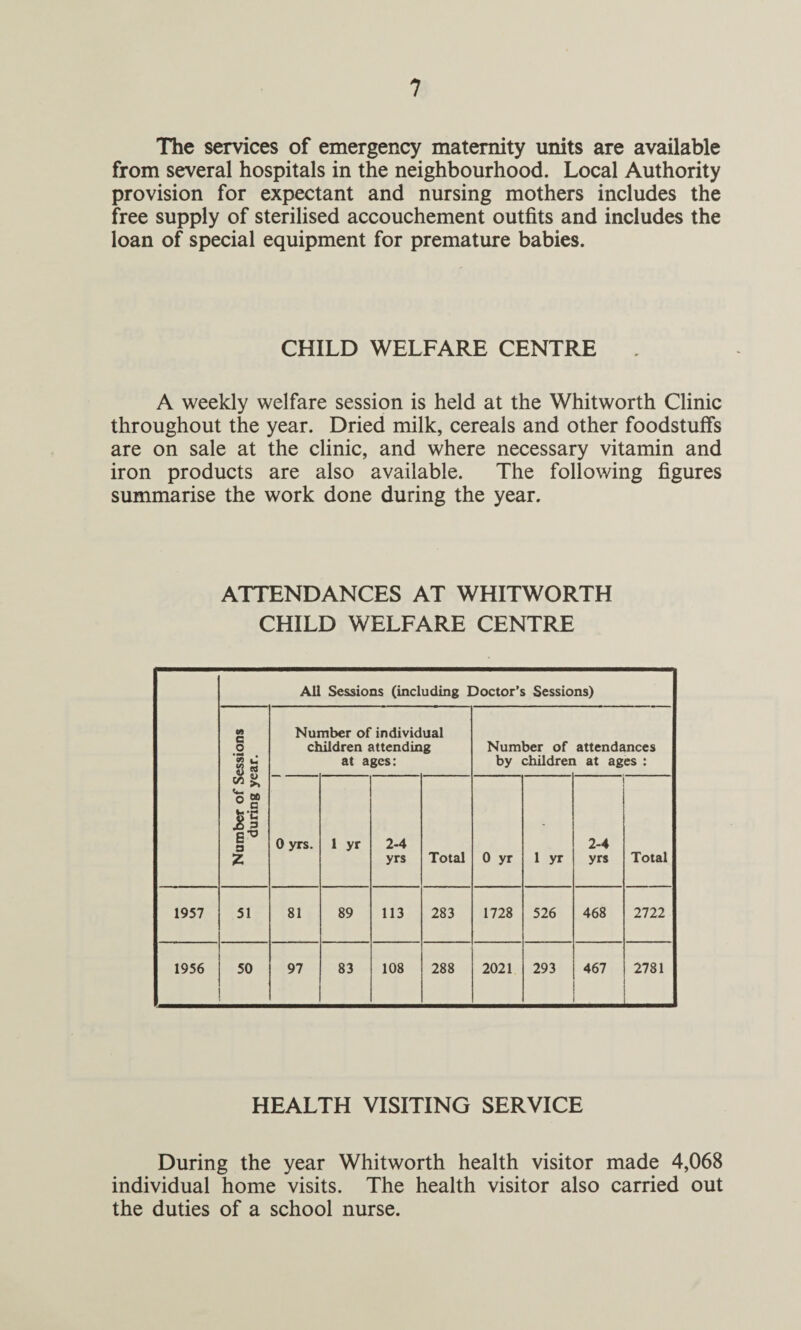 7
The services of emergency maternity units are available
from several hospitals in the neighbourhood. Local Authority
provision for expectant and nursing mothers includes the
free supply of sterilised accouchement outfits and includes the
loan of special equipment for premature babies.
CHILD WELFARE CENTRE
A weekly welfare session is held at the Whitworth Clinic
throughout the year. Dried milk, cereals and other foodstuffs
are on sale at the clinic, and where necessary vitamin and
iron products are also available. The following figures
summarise the work done during the year.
ATTENDANCES AT WHITWORTH
CHILD WELFARE CENTRE
All Sessions (including Doctor's Sessions)
Number of Sessions
during year.
Number of individual
children attending
at ages:
Number of attendances
by children at ages :
0 yrs. 1 yr 2-4 yrs Total 0 yr 1 yr 2-4 yrs Total
1957 51 81 89 113 283 1728 526 468 2722
1956 50 97 83 108 288 2021 293 467 2781
HEALTH VISITING SERVICE
During the year Whitworth health visitor made 4,068
individual home visits. The health visitor also carried out
the duties of a school nurse.